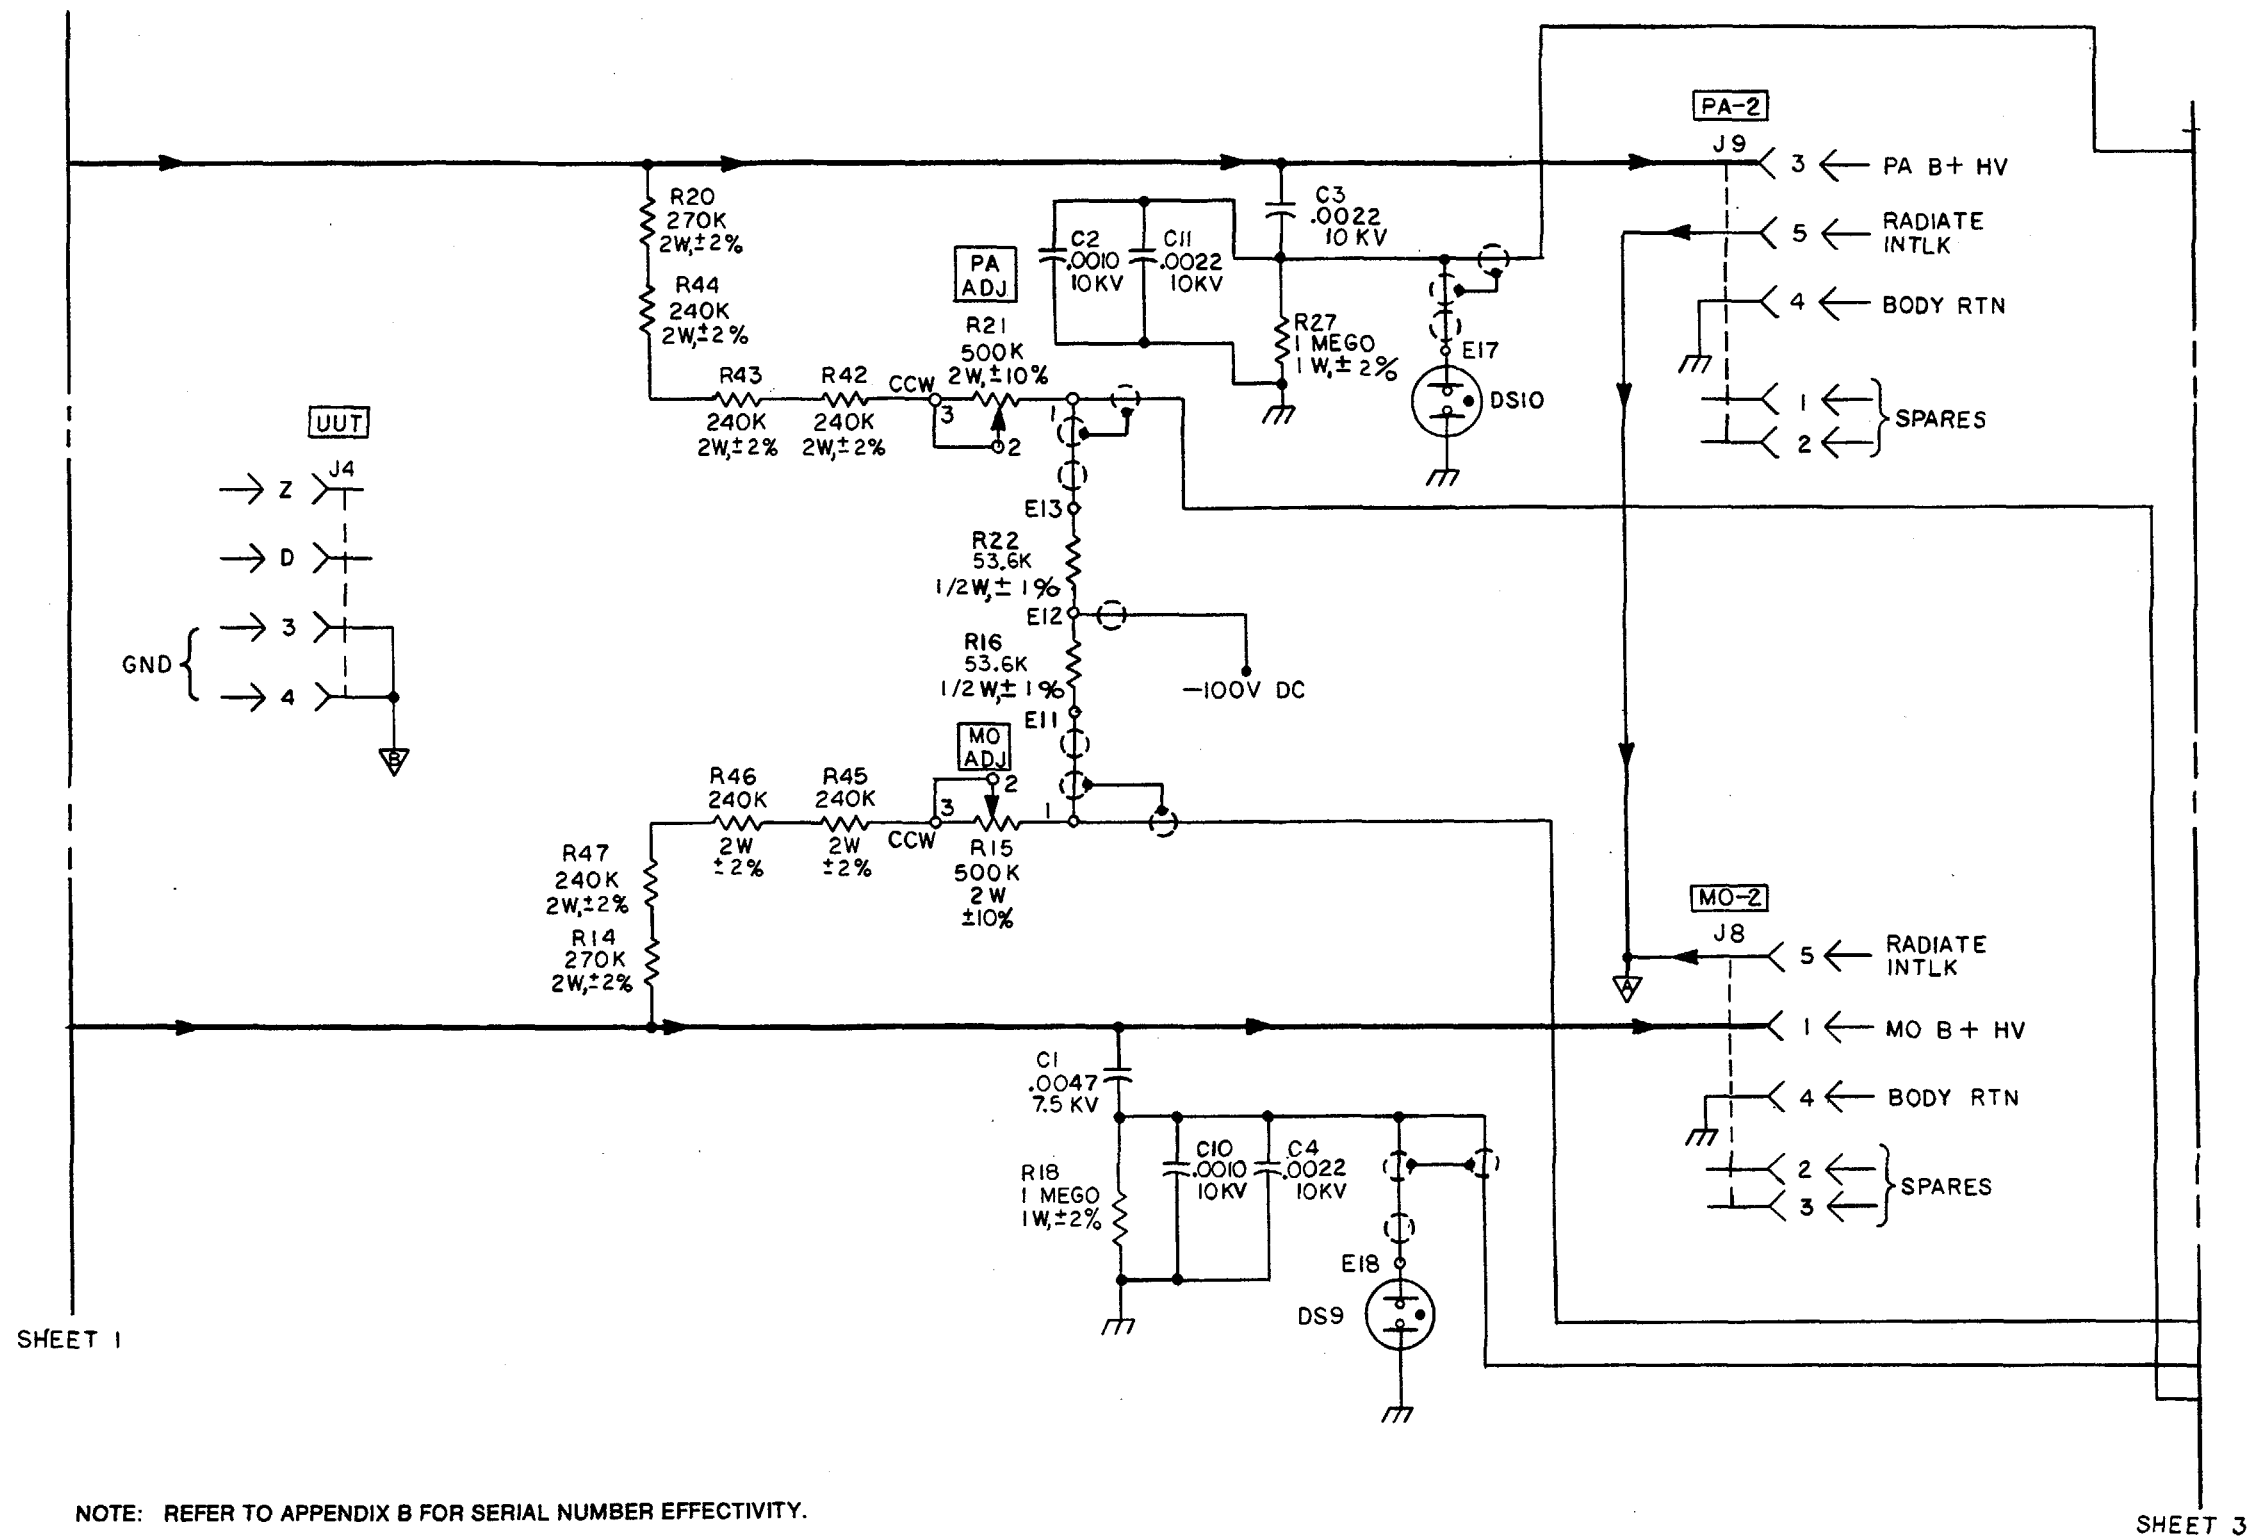 PA-2
J9
3 PA B+ HV
R20
270K
2W,±2%
C3
.0022
10KV
5 RADIATE
INTLK
C2
.0010
10KV
C11
.0022
10KV
PA
ADJ
R44
240K
2W,±2%
4 BODY RTN
R21
500K
2W,±10%
R27
1 MEGO
1W,±2%
E17
DS10
R43
240K
2W,±2%
R42
240K
2W,±2%
CCW
3
2
1
1
2
SPARES
UUT
J4
Z
D
3
4
GND
B
E13
R22
53.6K
1/2W,±1%
E12
R16
53.6K
1/2W,±1%
E11
-100V DC
MO
ADJ
2
3
1
CCW
R46
240K
2W
±2%
R45
240K
2W
±2%
R15
500K
2W
±10%
R47
240K
2W,±2%
R14
270K
2W,±2%
MO-2
J8
5 RADIATE
INTLK
A
1 MO B+ HV
C1
.0047
7.5KV
4 BODY RTN
R18
1 MEGO
1W,±2%
C10
.0010
10KV
C4
.0022
10KV
2
3
SPARES
E18
DS9
SHEET 1
NOTE: REFER TO APPENDIX B FOR SERIAL NUMBER EFFECTIVITY.
SHEET 3